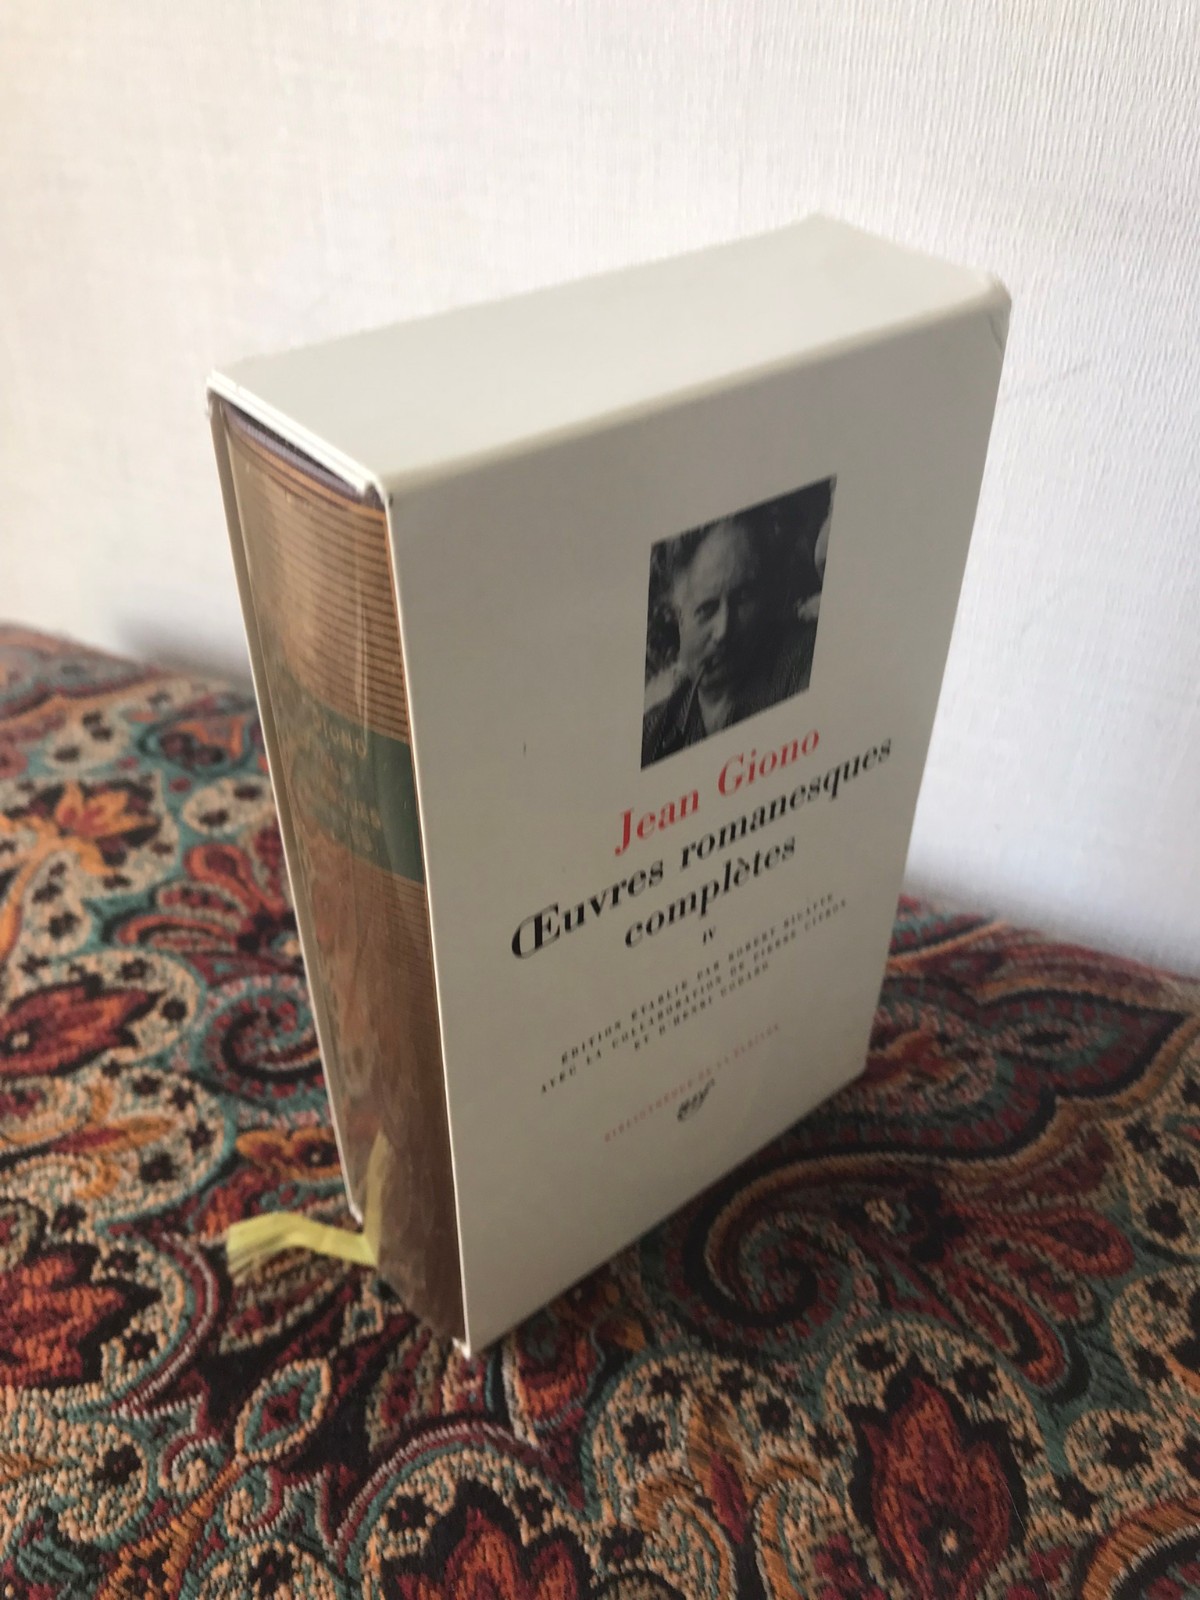 Jean Giono
Œuvres romanesques
complètes
IV
ÉDITION ÉTABLIE PAR ROBERT RICATTE
AVEC LA COLLABORATION DE PIERRE CITRON
ET D'HENRI GODARD
BIBLIOTHÈQUE DE LA PLÉIADE
nrf
GIONO